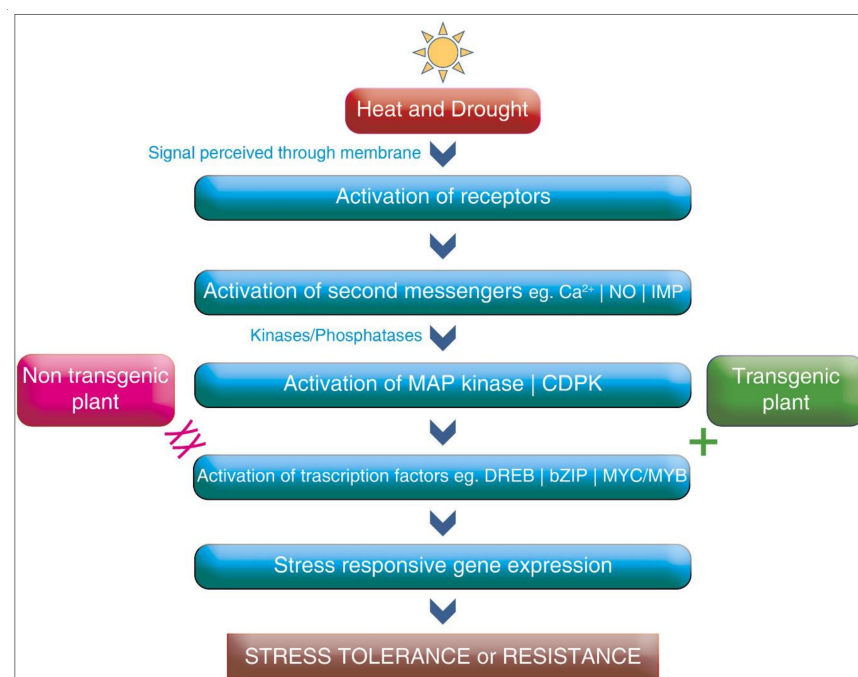 Heat and Drought
Signal perceived through membrane
Activation of receptors
Activation of second messengers eg. Ca²⁺ | NO | IMP
Kinases/Phosphatases
Non transgenic
plant
Activation of MAP kinase | CDPK
Transgenic
plant
Activation of trascription factors eg. DREB | bZIP | MYC/MYB
Stress responsive gene expression
STRESS TOLERANCE or RESISTANCE